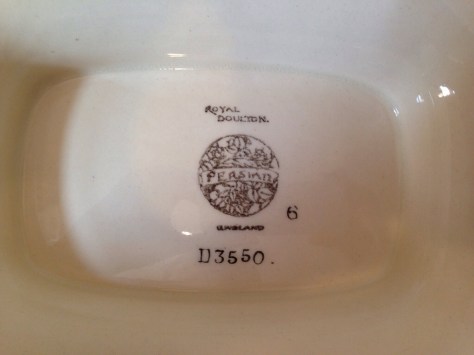 ROYAL
DOULTON.
PERSIAN
6
ENGLAND
D3550.